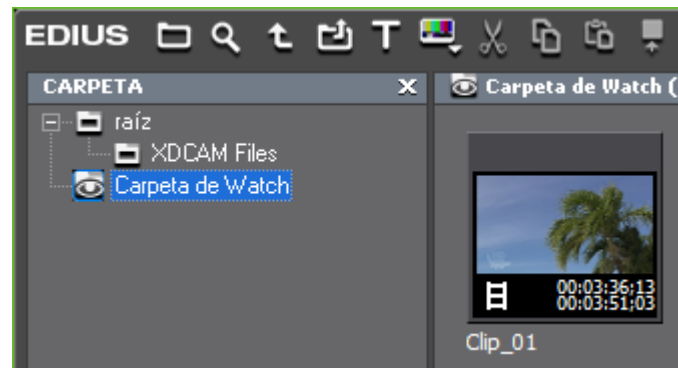 EDIUS
CARPETA
raíz
XDCAM Files
Carpeta de Watch
Carpeta de Watch (
00:03:36;13
00:03:51;03
Clip_01